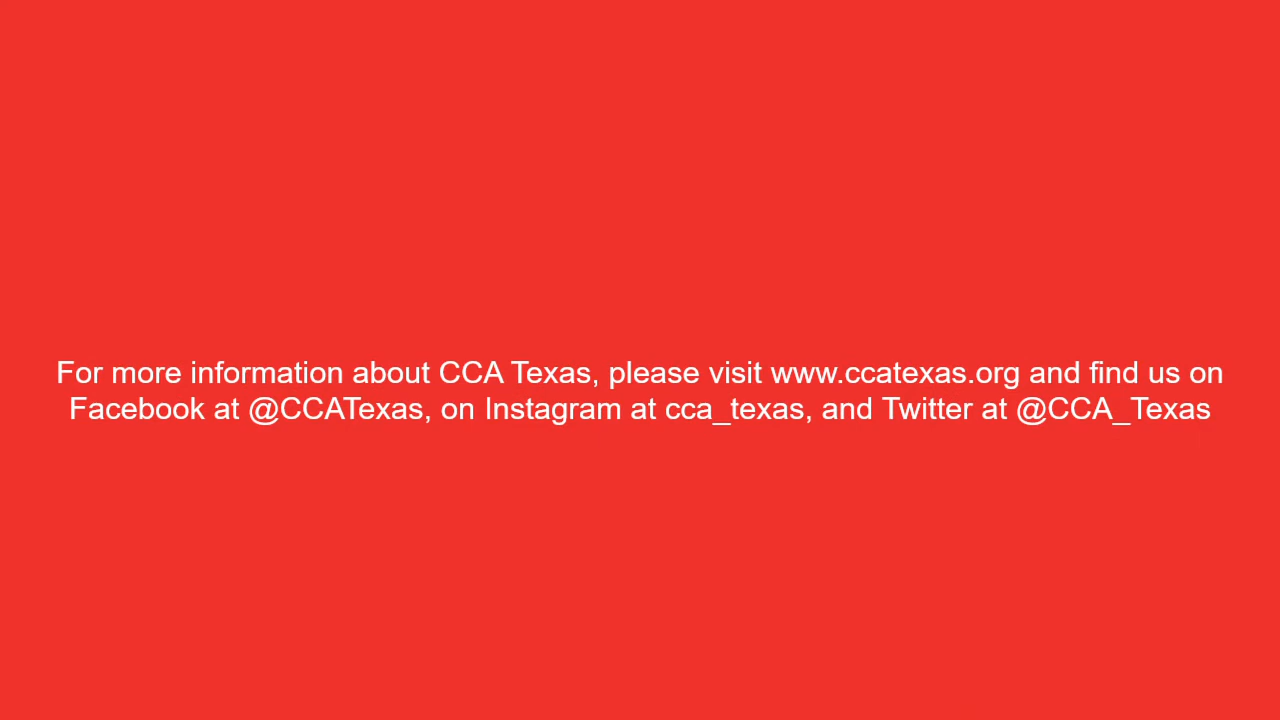 For more information about CCA Texas, please visit www.ccatexas.org and find us on
Facebook at @CCATexas, on Instagram at cca_texas, and Twitter at @CCA_Texas